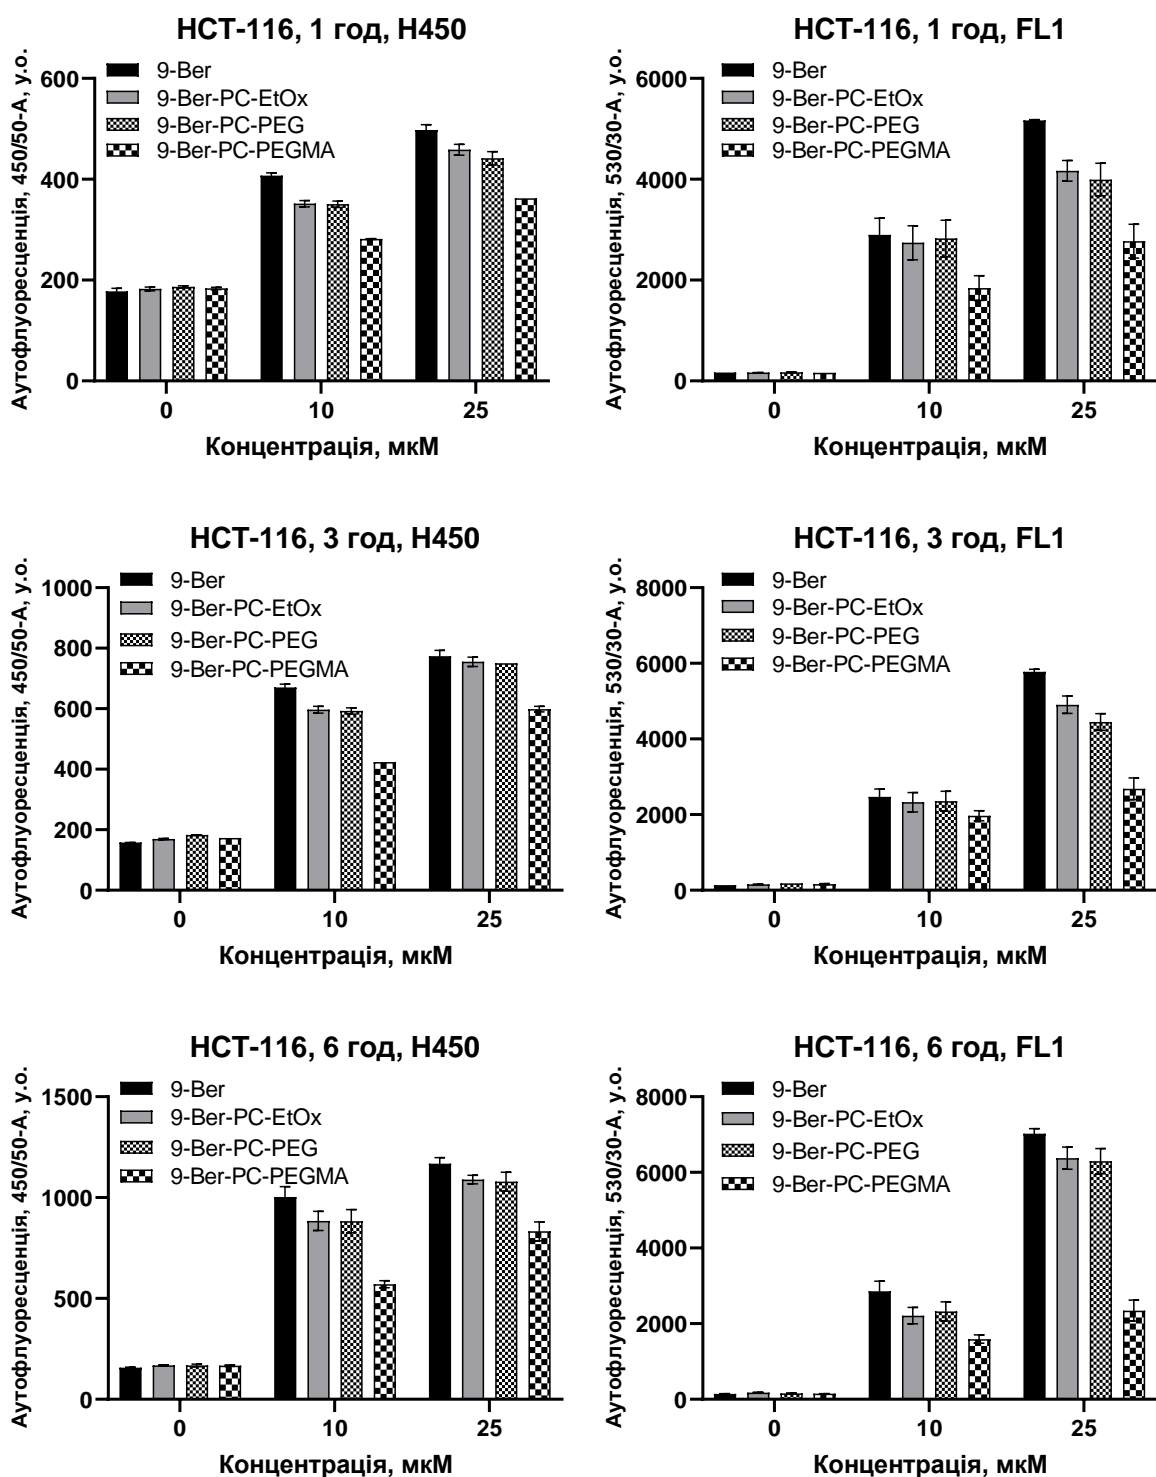 НСТ-116, 1 год, H450
Аутофлуоресценція, 450/50-А, у.о.
600
400
200
0
9-Ber
9-Ber-PC-EtOx
9-Ber-PC-PEG
9-Ber-PC-PEGMA
0 10 25
Концентрація, мкМ
НСТ-116, 1 год, FL1
Аутофлуоресценція, 530/30-А, у.о.
6000
4000
2000
0
9-Ber
9-Ber-PC-EtOx
9-Ber-PC-PEG
9-Ber-PC-PEGMA
0 10 25
Концентрація, мкМ
НСТ-116, 3 год, H450
Аутофлуоресценція, 450/50-А, у.о.
1000
800
600
400
200
0
9-Ber
9-Ber-PC-EtOx
9-Ber-PC-PEG
9-Ber-PC-PEGMA
0 10 25
Концентрація, мкМ
НСТ-116, 3 год, FL1
Аутофлуоресценція, 530/30-А, у.о.
8000
6000
4000
2000
0
9-Ber
9-Ber-PC-EtOx
9-Ber-PC-PEG
9-Ber-PC-PEGMA
0 10 25
Концентрація, мкМ
НСТ-116, 6 год, H450
Аутофлуоресценція, 450/50-А, у.о.
1500
1000
500
0
9-Ber
9-Ber-PC-EtOx
9-Ber-PC-PEG
9-Ber-PC-PEGMA
0 10 25
Концентрація, мкМ
НСТ-116, 6 год, FL1
Аутофлуоресценція, 530/30-А, у.о.
8000
6000
4000
2000
0
9-Ber
9-Ber-PC-EtOx
9-Ber-PC-PEG
9-Ber-PC-PEGMA
0 10 25
Концентрація, мкМ